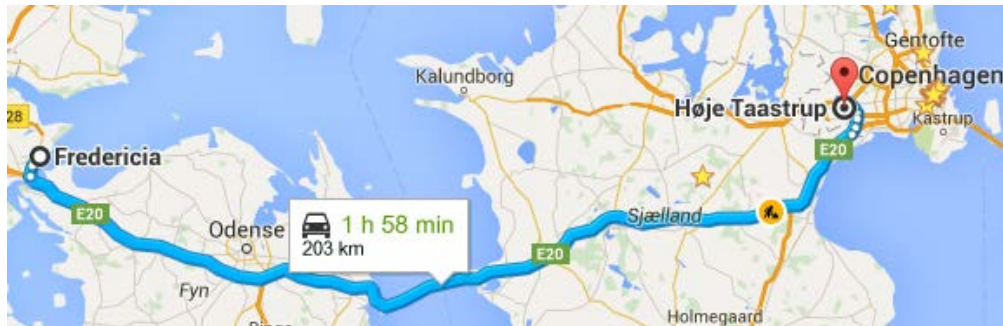 Gentofte
Kalundborg
Copenhagen
Høje Taastrup
28
Kastrup
Fredericia
E20
E20
Sjælland
1 h 58 min
Odense
203 km
E20
Fyn
Holmegaard